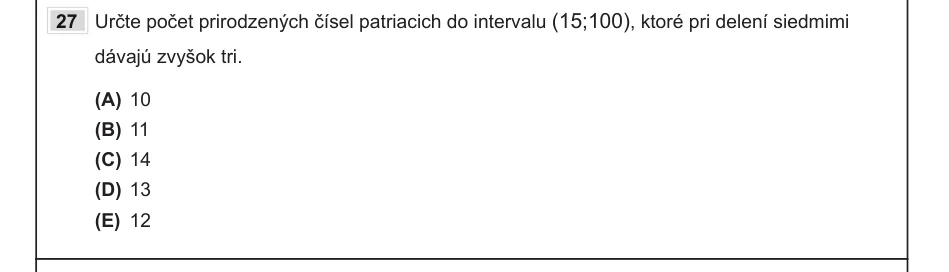 27 Určte počet prirodzených čísel patriacich do intervalu (15;100), ktoré pri delení siedmimi
dávajú zvyšok tri.
(A) 10
(B) 11
(C) 14
(D) 13
(E) 12